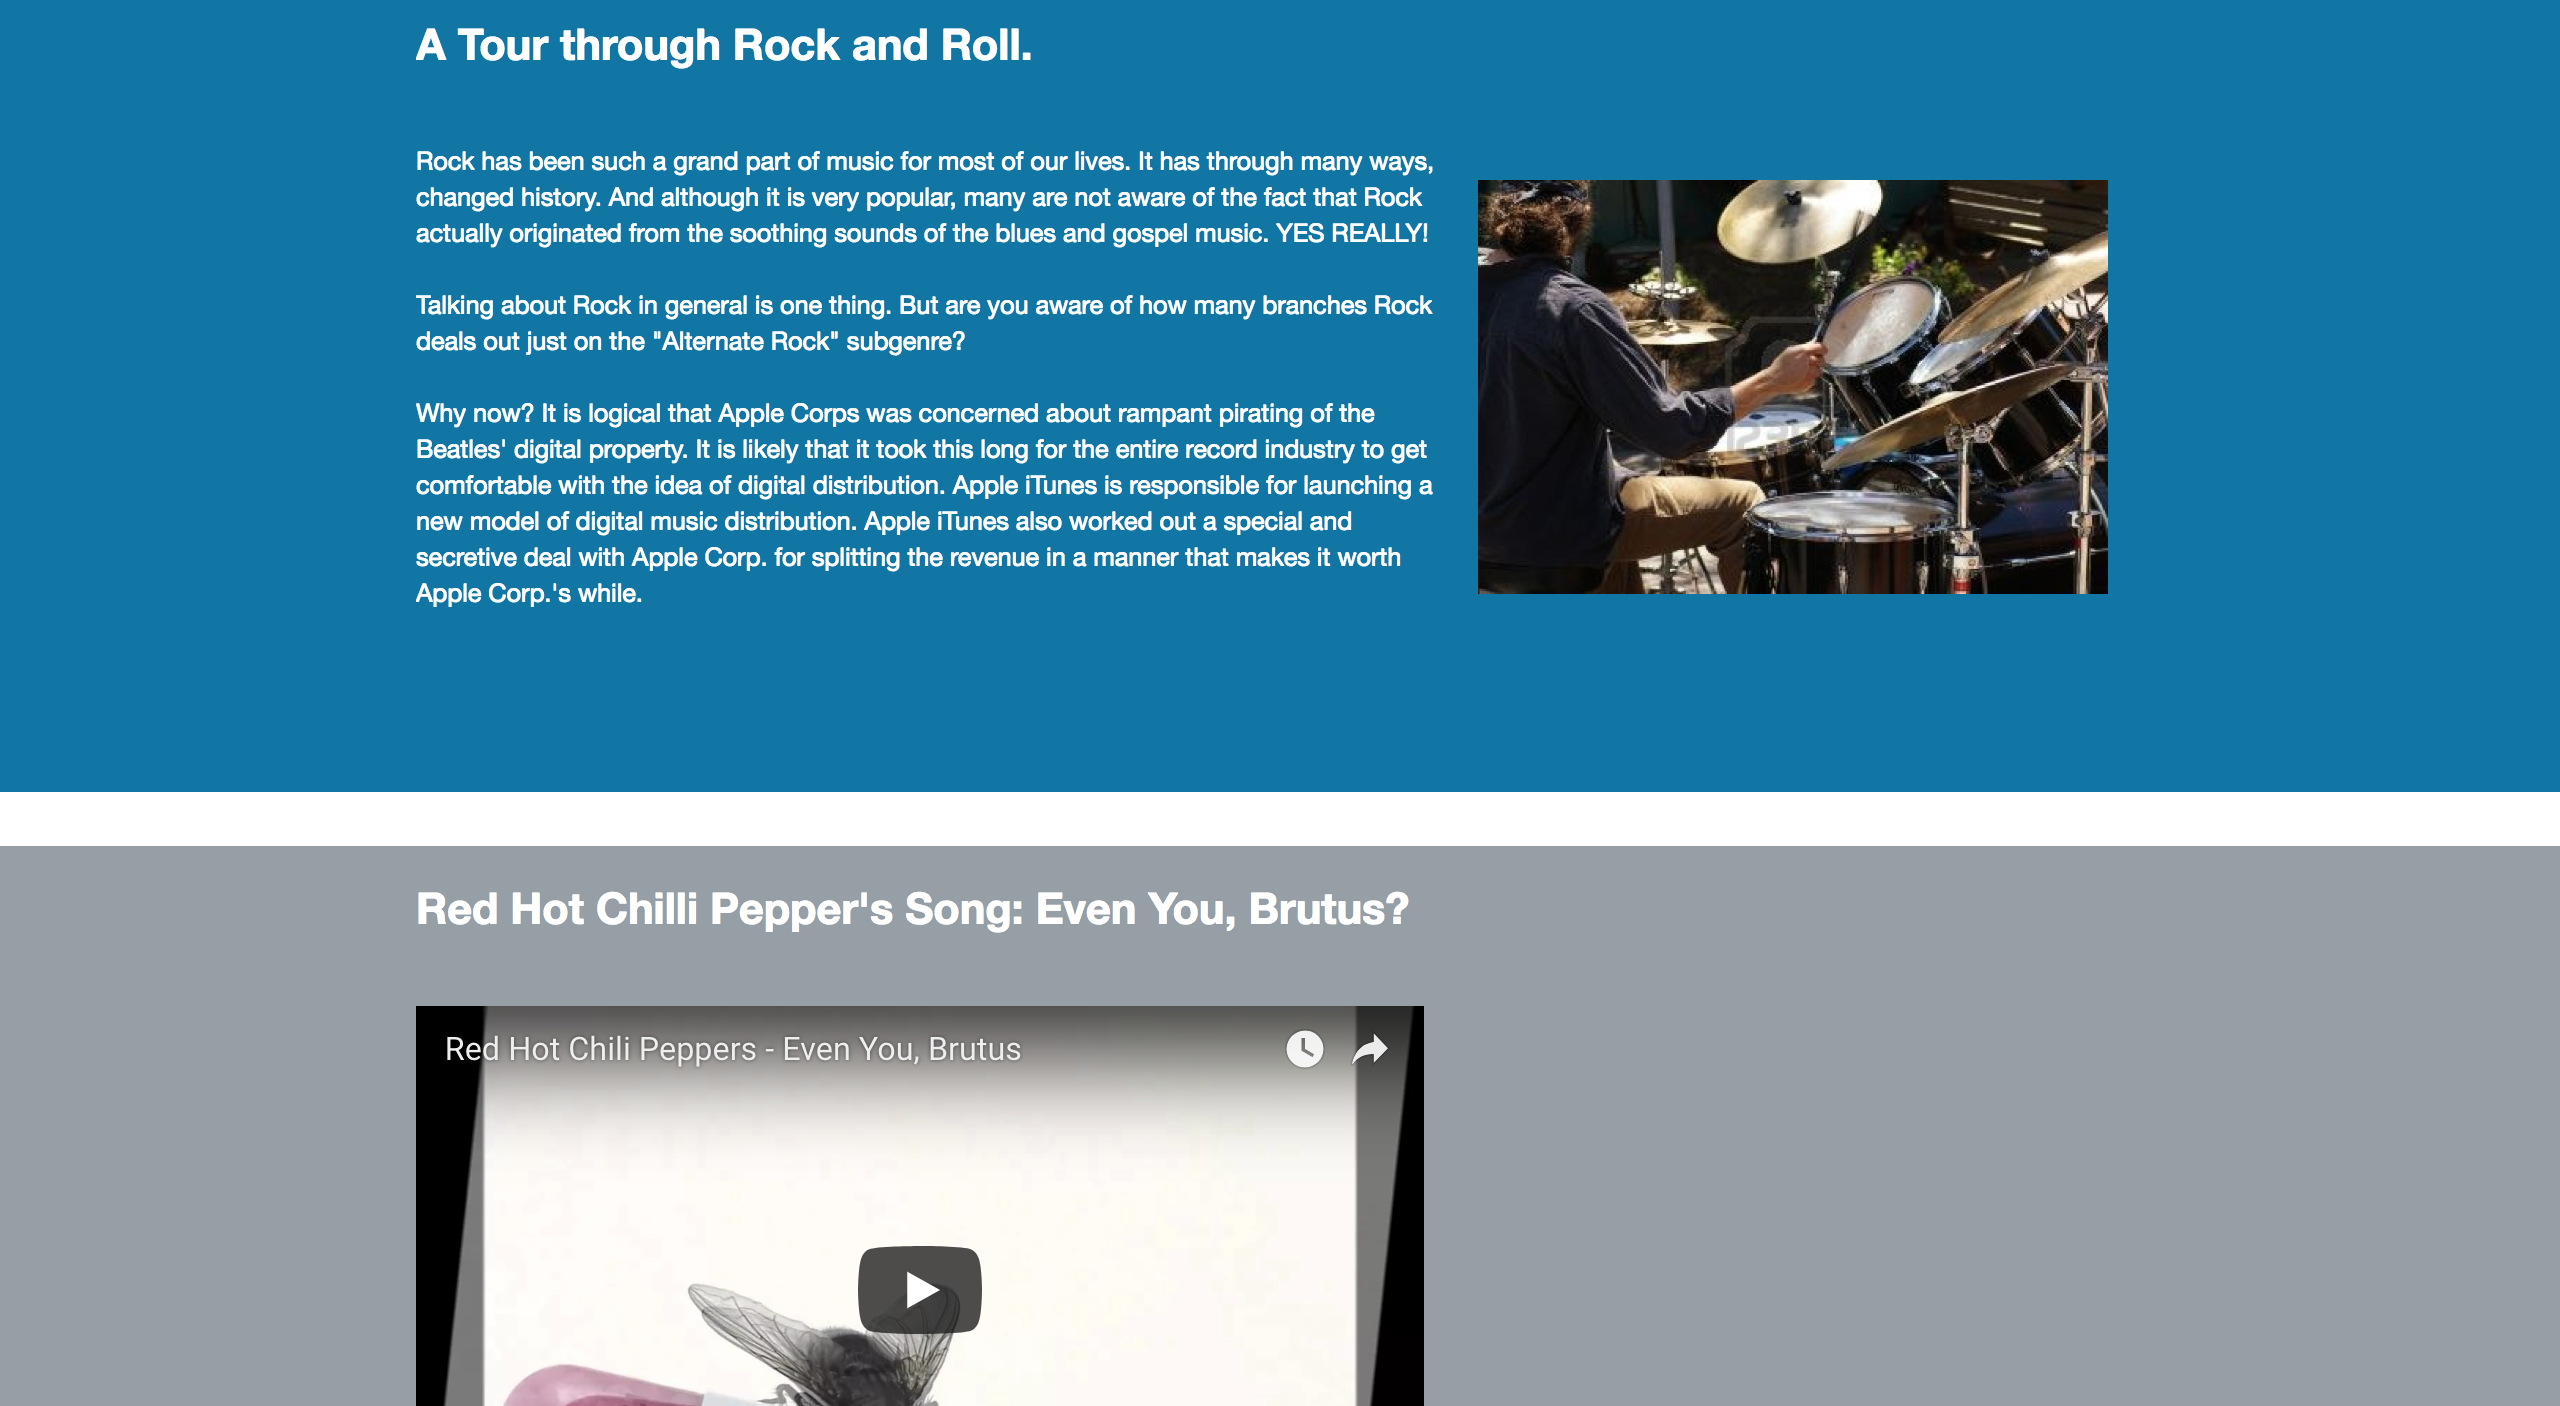 A Tour through Rock and Roll.
Rock has been such a grand part of music for most of our lives. It has through many ways,
changed history. And although it is very popular, many are not aware of the fact that Rock
actually originated from the soothing sounds of the blues and gospel music. YES REALLY!
Talking about Rock in general is one thing. But are you aware of how many branches Rock
deals out just on the "Alternate Rock" subgenre?
Why now? It is logical that Apple Corps was concerned about rampant pirating of the
Beatles' digital property. It is likely that it took this long for the entire record industry to get
comfortable with the idea of digital distribution. Apple iTunes is responsible for launching a
new model of digital music distribution. Apple iTunes also worked out a special and
secretive deal with Apple Corp. for splitting the revenue in a manner that makes it worth
Apple Corp.'s while.
Red Hot Chilli Pepper's Song: Even You, Brutus?
Red Hot Chili Peppers - Even You, Brutus